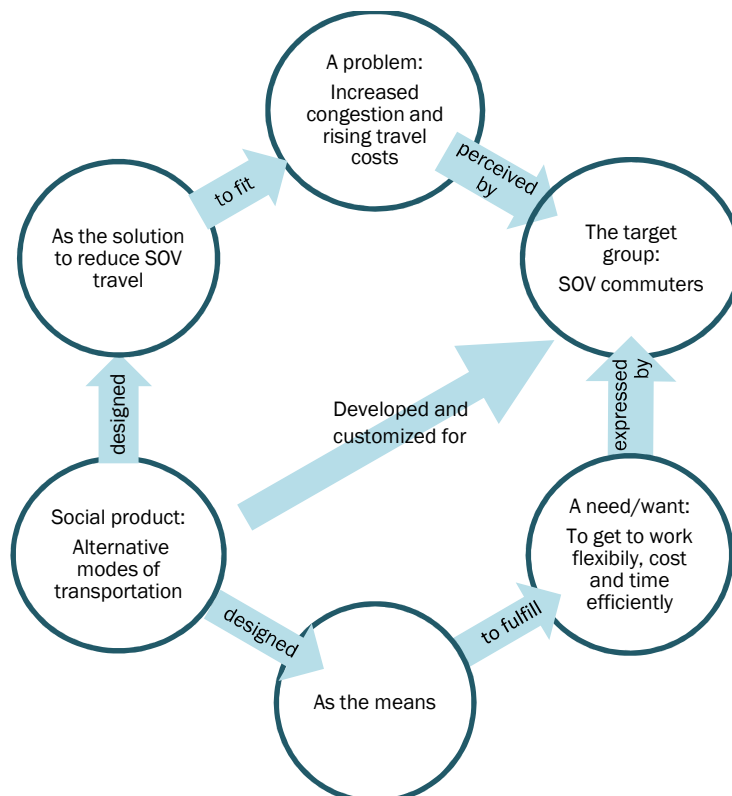 A problem:
Increased
congestion and
rising travel
costs
perceived
by
to fit
As the solution
to reduce SOV
travel
The target
group:
SOV commuters
designed
Developed and
customized for
expressed
by
Social product:
Alternative
modes of
transportation
A need/want:
To get to work
flexibily, cost
and time
efficiently
designed
to fulfill
As the means